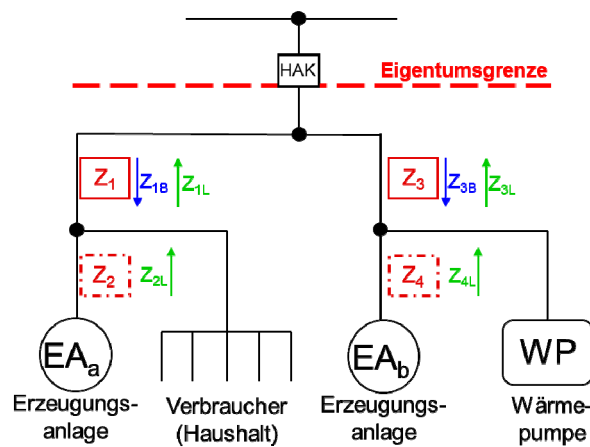 HAK
Eigentumsgrenze
Z1 Z1B Z1L Z3 Z3B Z3L
Z2 Z2L Z4 Z4L
EAa EAb WP
Erzeugungs-
anlage
Verbraucher
(Haushalt)
Erzeugungs-
anlage
Wärme-
pumpe